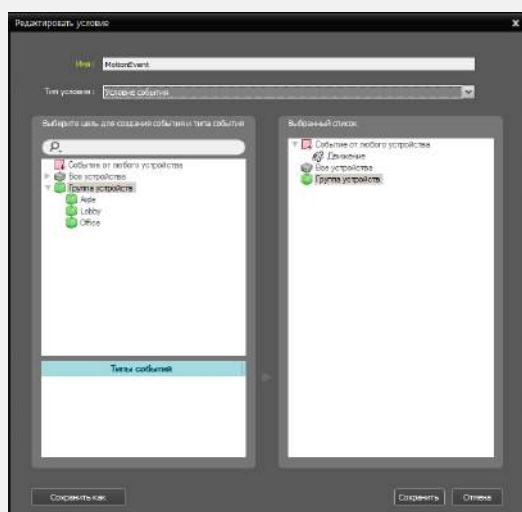 Редактировать условие
Имя : MotionEvent
Тип условия : Условие события
Выберите цель для создания события и типа события
Событие от любого устройства
Все устройства
Группа устройств
Aisle
Lobby
Office
Типы события
Выбранный список
Событие от любого устройства
Движение
Все устройства
Группа устройств
Сохранить как
Сохранить
Отмена